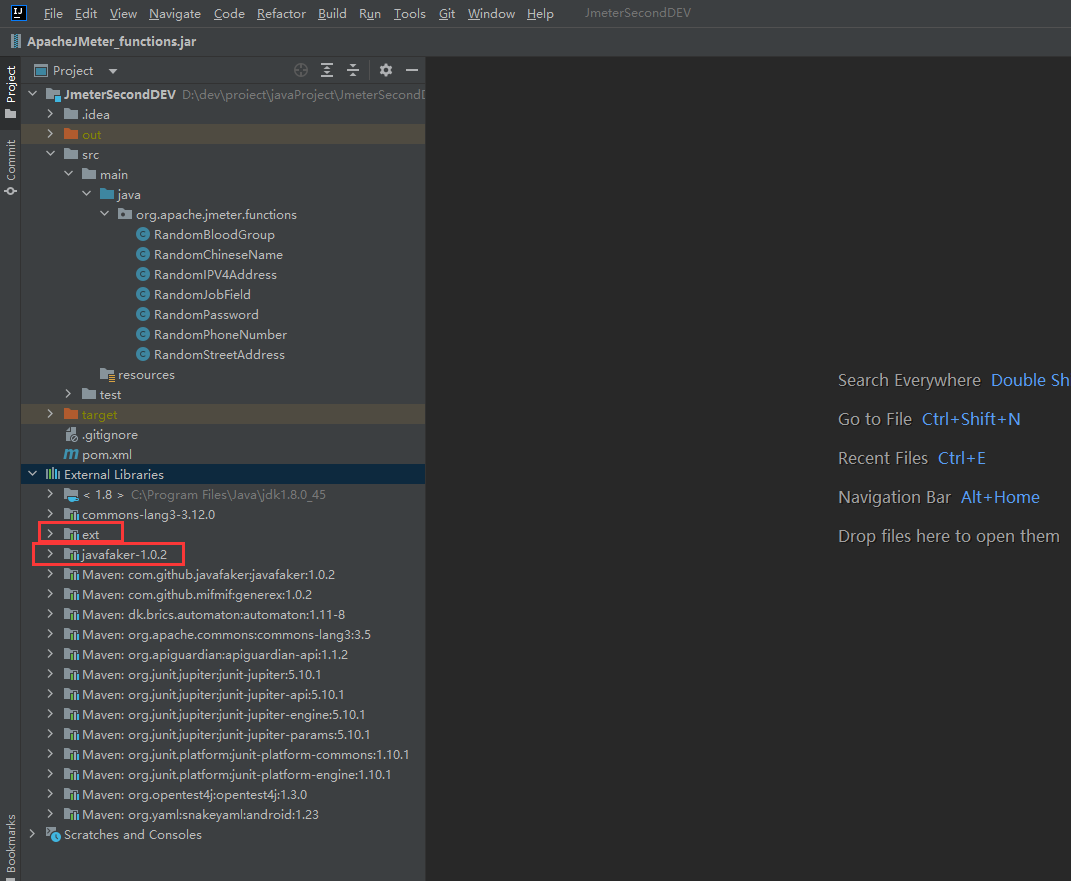 IJ File Edit View Navigate Code Refactor Build Run Tools Git Window Help JmeterSecondDEV
ApacheJMeter_functions.jar
Project
Project
Commit
Bookmarks
JmeterSecondDEV D:\dev\proiect\javaProject\JmeterSecondD
.idea
out
src
main
java
org.apache.jmeter.functions
RandomBloodGroup
RandomChineseName
RandomIPV4Address
RandomJobField
RandomPassword
RandomPhoneNumber
RandomStreetAddress
resources
test
target
.gitignore
pom.xml
External Libraries
< 1.8 > C:\Program Files\Java\jdk1.8.0_45
commons-lang3-3.12.0
ext
javafaker-1.0.2
Maven: com.github.javafaker:javafaker:1.0.2
Maven: com.github.mifmif:generex:1.0.2
Maven: dk.brics.automaton:automaton:1.11-8
Maven: org.apache.commons:commons-lang3:3.5
Maven: org.apiguardian:apiguardian-api:1.1.2
Maven: org.junit.jupiter:junit-jupiter:5.10.1
Maven: org.junit.jupiter:junit-jupiter-api:5.10.1
Maven: org.junit.jupiter:junit-jupiter-engine:5.10.1
Maven: org.junit.jupiter:junit-jupiter-params:5.10.1
Maven: org.junit.platform:junit-platform-commons:1.10.1
Maven: org.junit.platform:junit-platform-engine:1.10.1
Maven: org.opentest4j:opentest4j:1.3.0
Maven: org.yaml:snakeyaml:android:1.23
Scratches and Consoles
Search Everywhere Double Sh
Go to File Ctrl+Shift+N
Recent Files Ctrl+E
Navigation Bar Alt+Home
Drop files here to open them